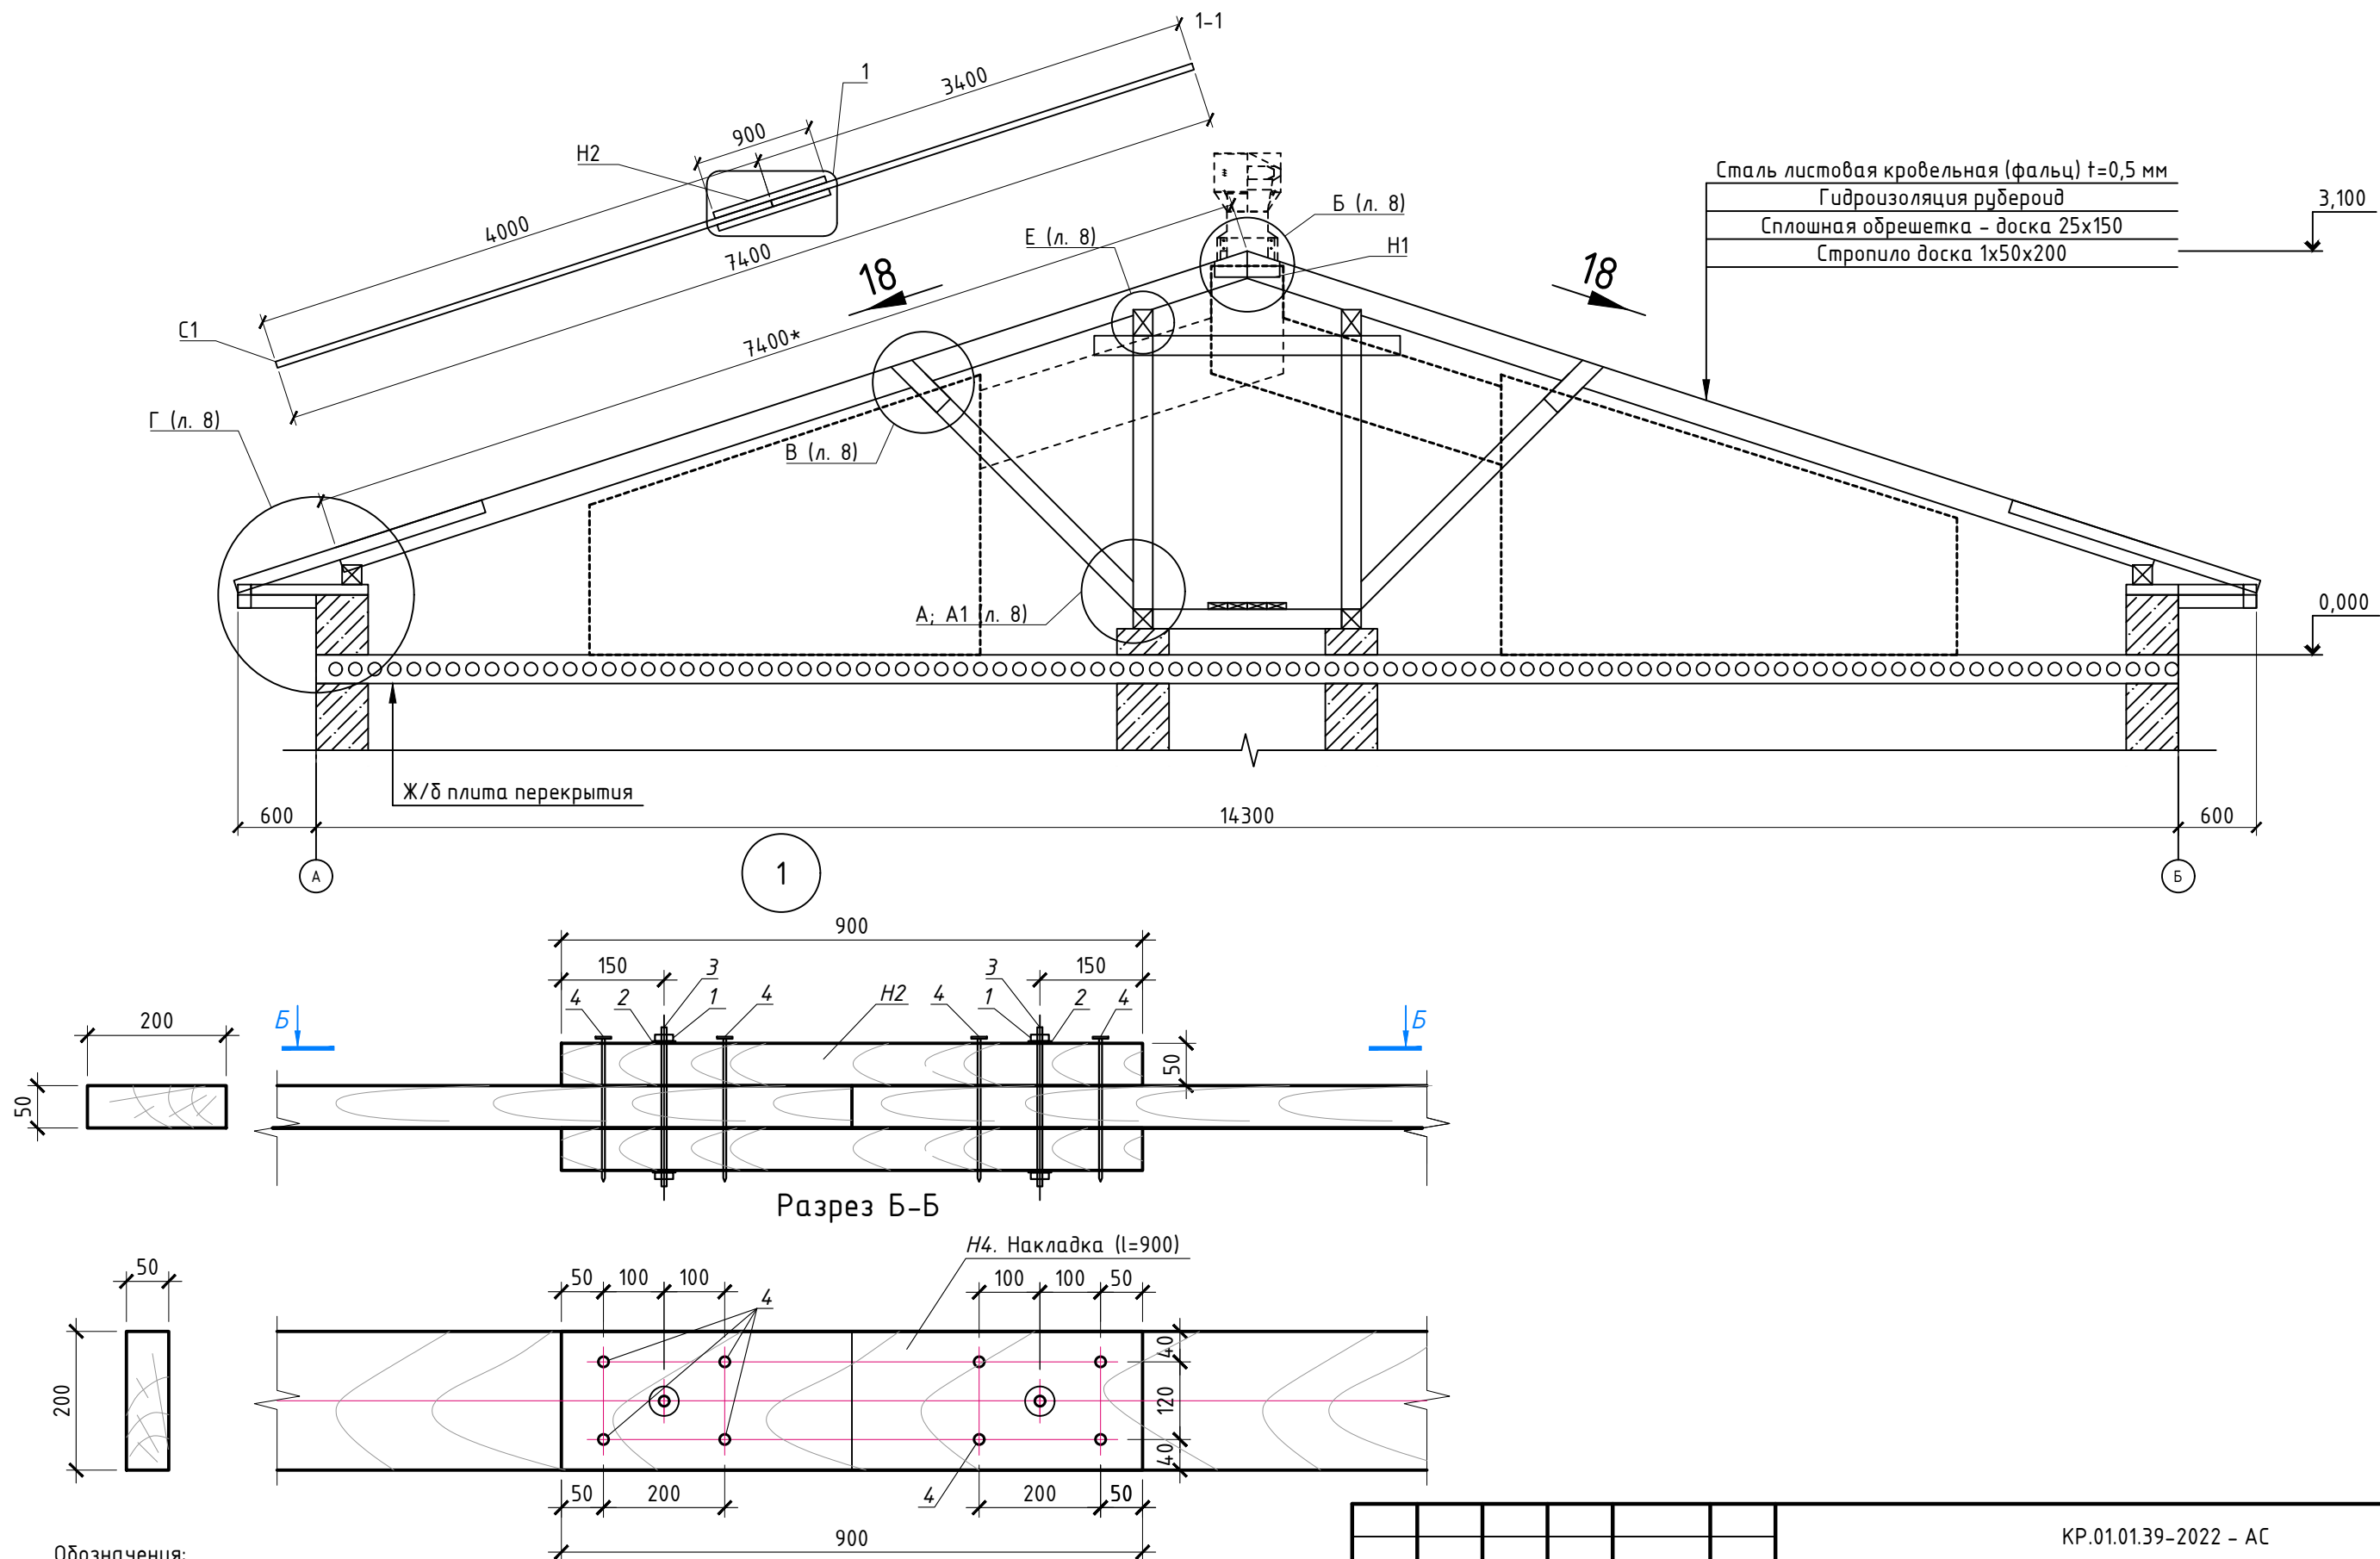 1-1
3400
1
900
Н2
4000
7400
С1
7400*
18
18
Е (л. 8)
Б (л. 8)
Н1
Сталь листовая кровельная (фальц) t=0,5 мм
Гидроизоляция рубероид
Сплошная обрешетка - доска 25х150
Стропило доска 1х50х200
3,100
Г (л. 8)
В (л. 8)
А; А1 (л. 8)
0,000
Ж/б плита перекрытия
600
14300
600
А
Б
1
900
150
150
3
3
4
2
1
4
Н2
4
1
2
4
200
50
Б
Б
50
Разрез Б-Б
Н4. Накладка (l=900)
50
50
100
100
4
100
100
50
200
40
120
40
50
200
4
200
50
900
Обозначения:
КР.01.01.39-2022 - АС